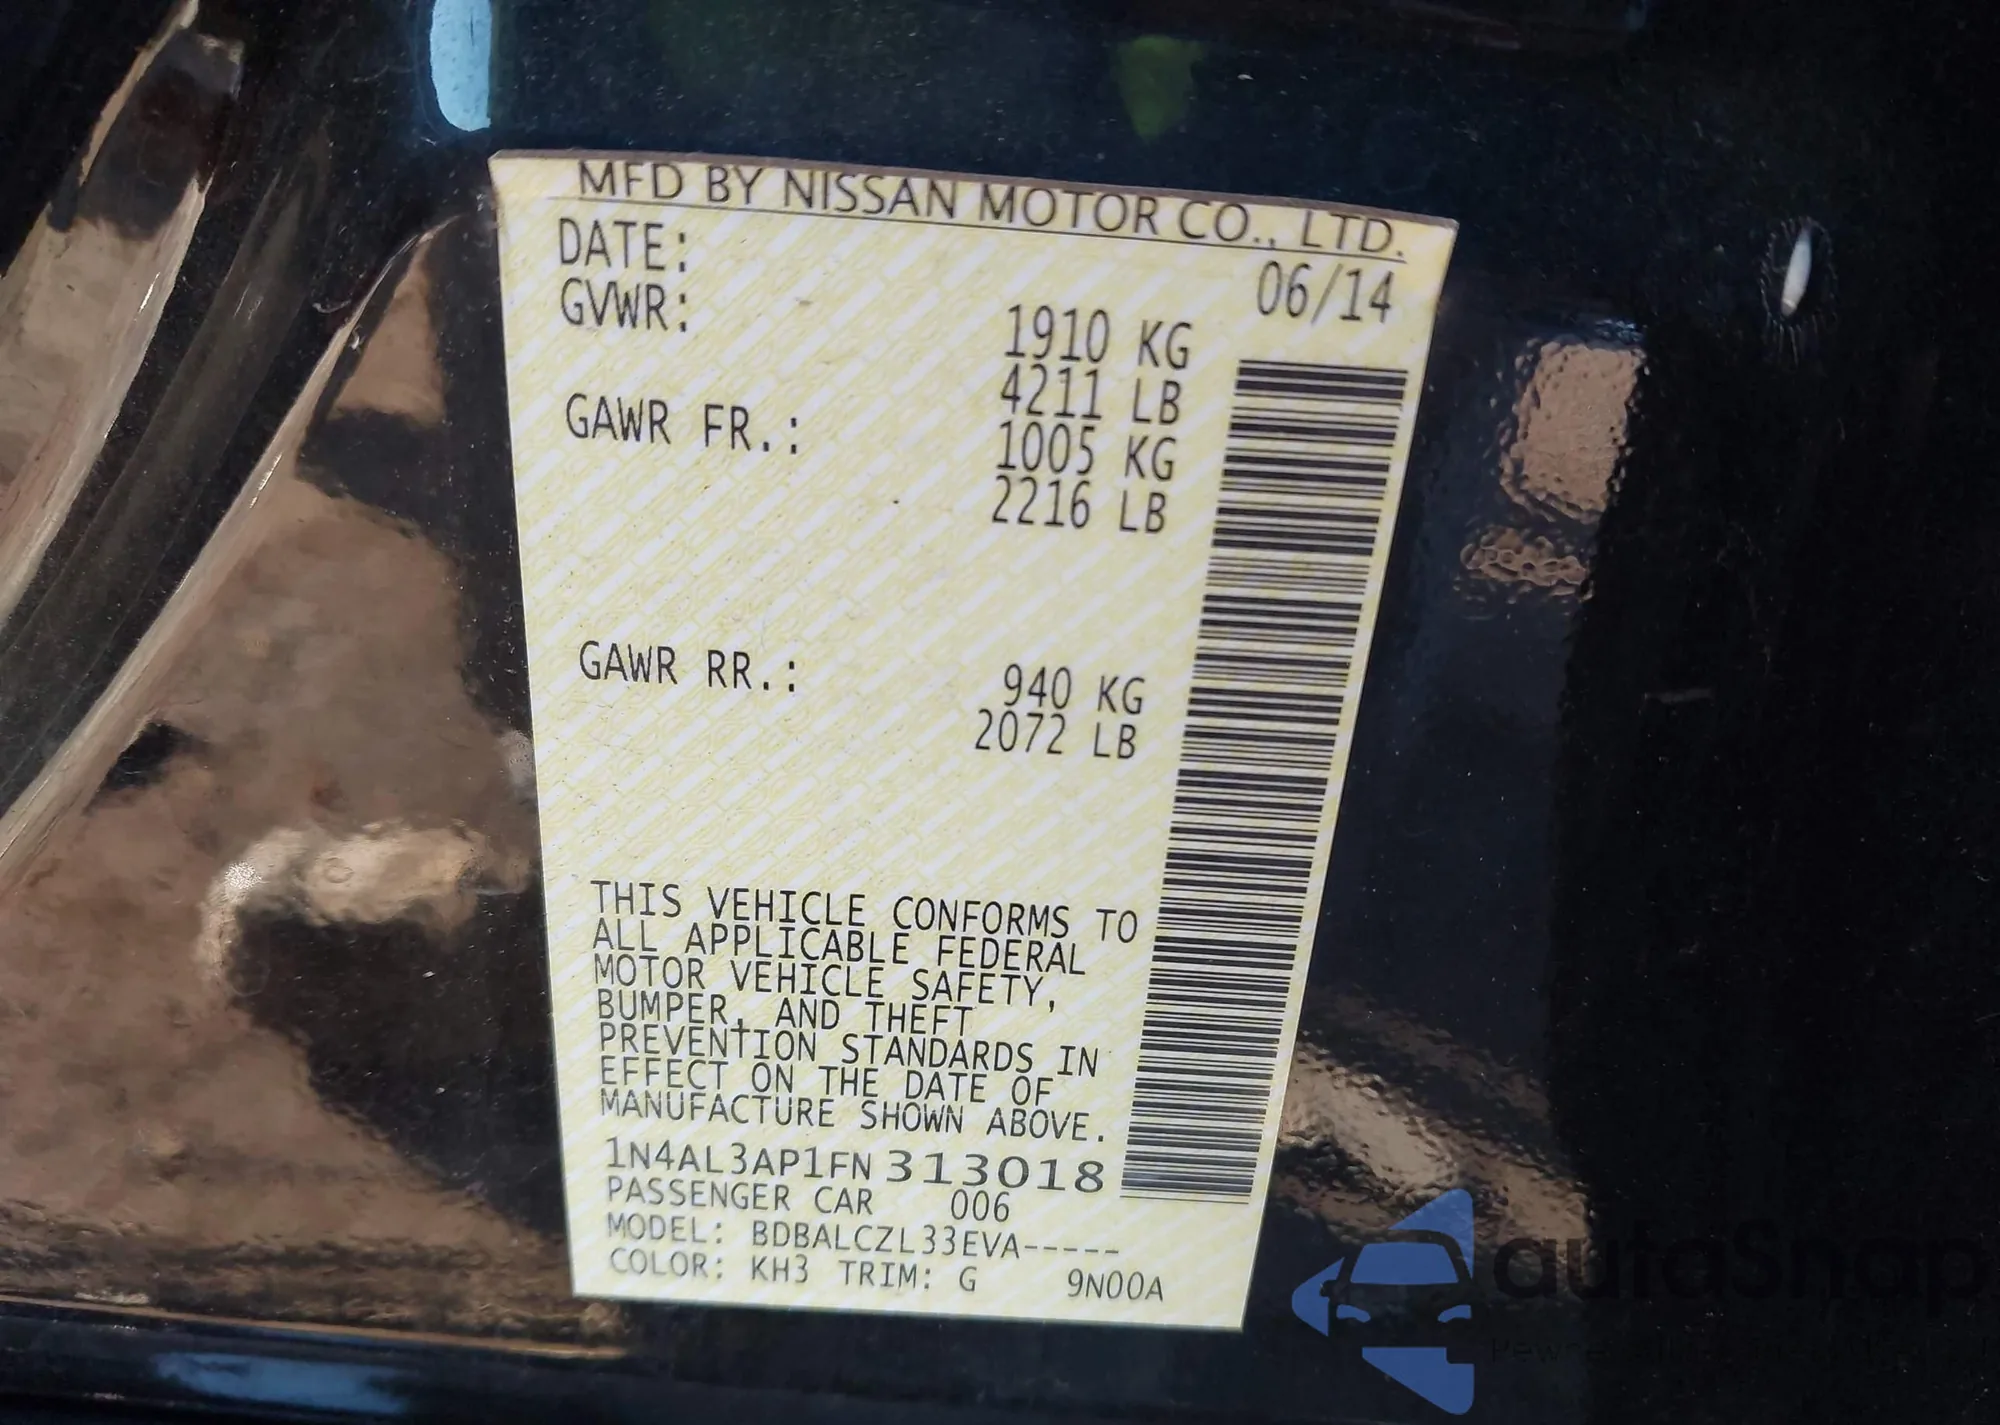 MFD BY NISSAN MOTOR CO., LTD.
DATE: 06/14
GVWR: 1910 KG
4211 LB
GAWR FR.: 1005 KG
2216 LB
GAWR RR.: 940 KG
2072 LB
THIS VEHICLE CONFORMS TO
ALL APPLICABLE FEDERAL
MOTOR VEHICLE SAFETY,
BUMPER, AND THEFT
PREVENTION STANDARDS IN
EFFECT ON THE DATE OF
MANUFACTURE SHOWN ABOVE.
1N4AL3AP1FN313018
PASSENGER CAR 006
MODEL: BDBALCZL33EVA-----
COLOR: KH3 TRIM: G 9N00A